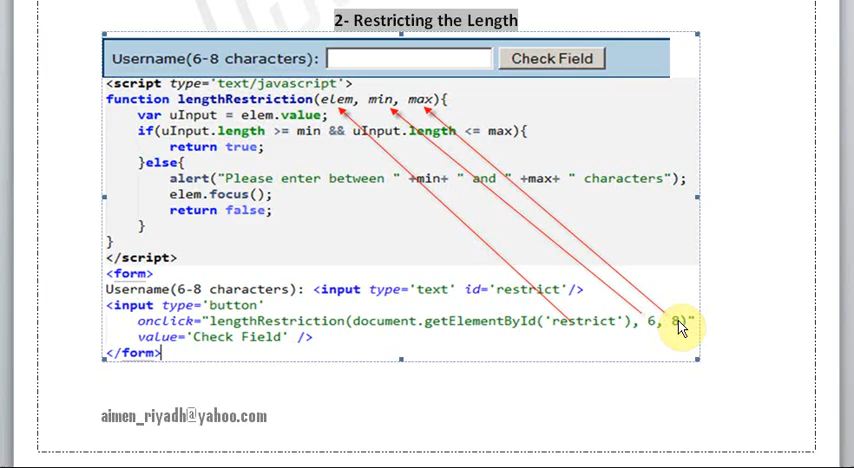 2- Restricting the Length
Username(6-8 characters): Check Field
<script type='text/javascript'>
function lengthRestriction(elem, min, max){
var uInput = elem.value;
if(uInput.length >= min && uInput.length <= max){
return true;
}else{
alert("Please enter between " +min+ " and " +max+ " characters");
elem.focus();
return false;
}
}
</script>
<form>
Username(6-8 characters): <input type='text' id='restrict'/>
<input type='button'
onclick="lengthRestriction(document.getElementById('restrict'), 6, 8)"
value='Check Field' />
</form>
aimen_riyadh@yahoo.com